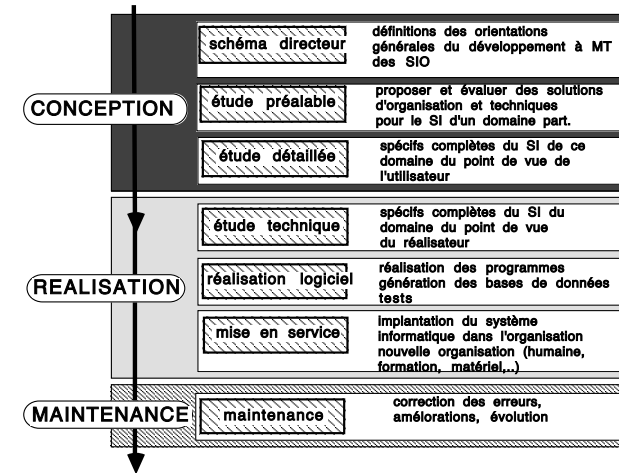 CONCEPTION
schéma directeur
définitions des orientations
générales du développement à MT
des SIO
étude préalable
proposer et évaluer des solutions
d'organisation et techniques
pour le SI d'un domaine part.
étude détaillée
spécifs complètes du SI de ce
domaine du point de vue de
l'utilisateur
REALISATION
étude technique
spécifs complètes du SI du
domaine du point de vue
du réalisateur
réalisation logiciel
réalisation des programmes
génération des bases de données
tests
mise en service
implantation du système
informatique dans l'organisation
nouvelle organisation (humaine,
formation, matériel,..)
MAINTENANCE
maintenance
correction des erreurs,
amélorations, évolution